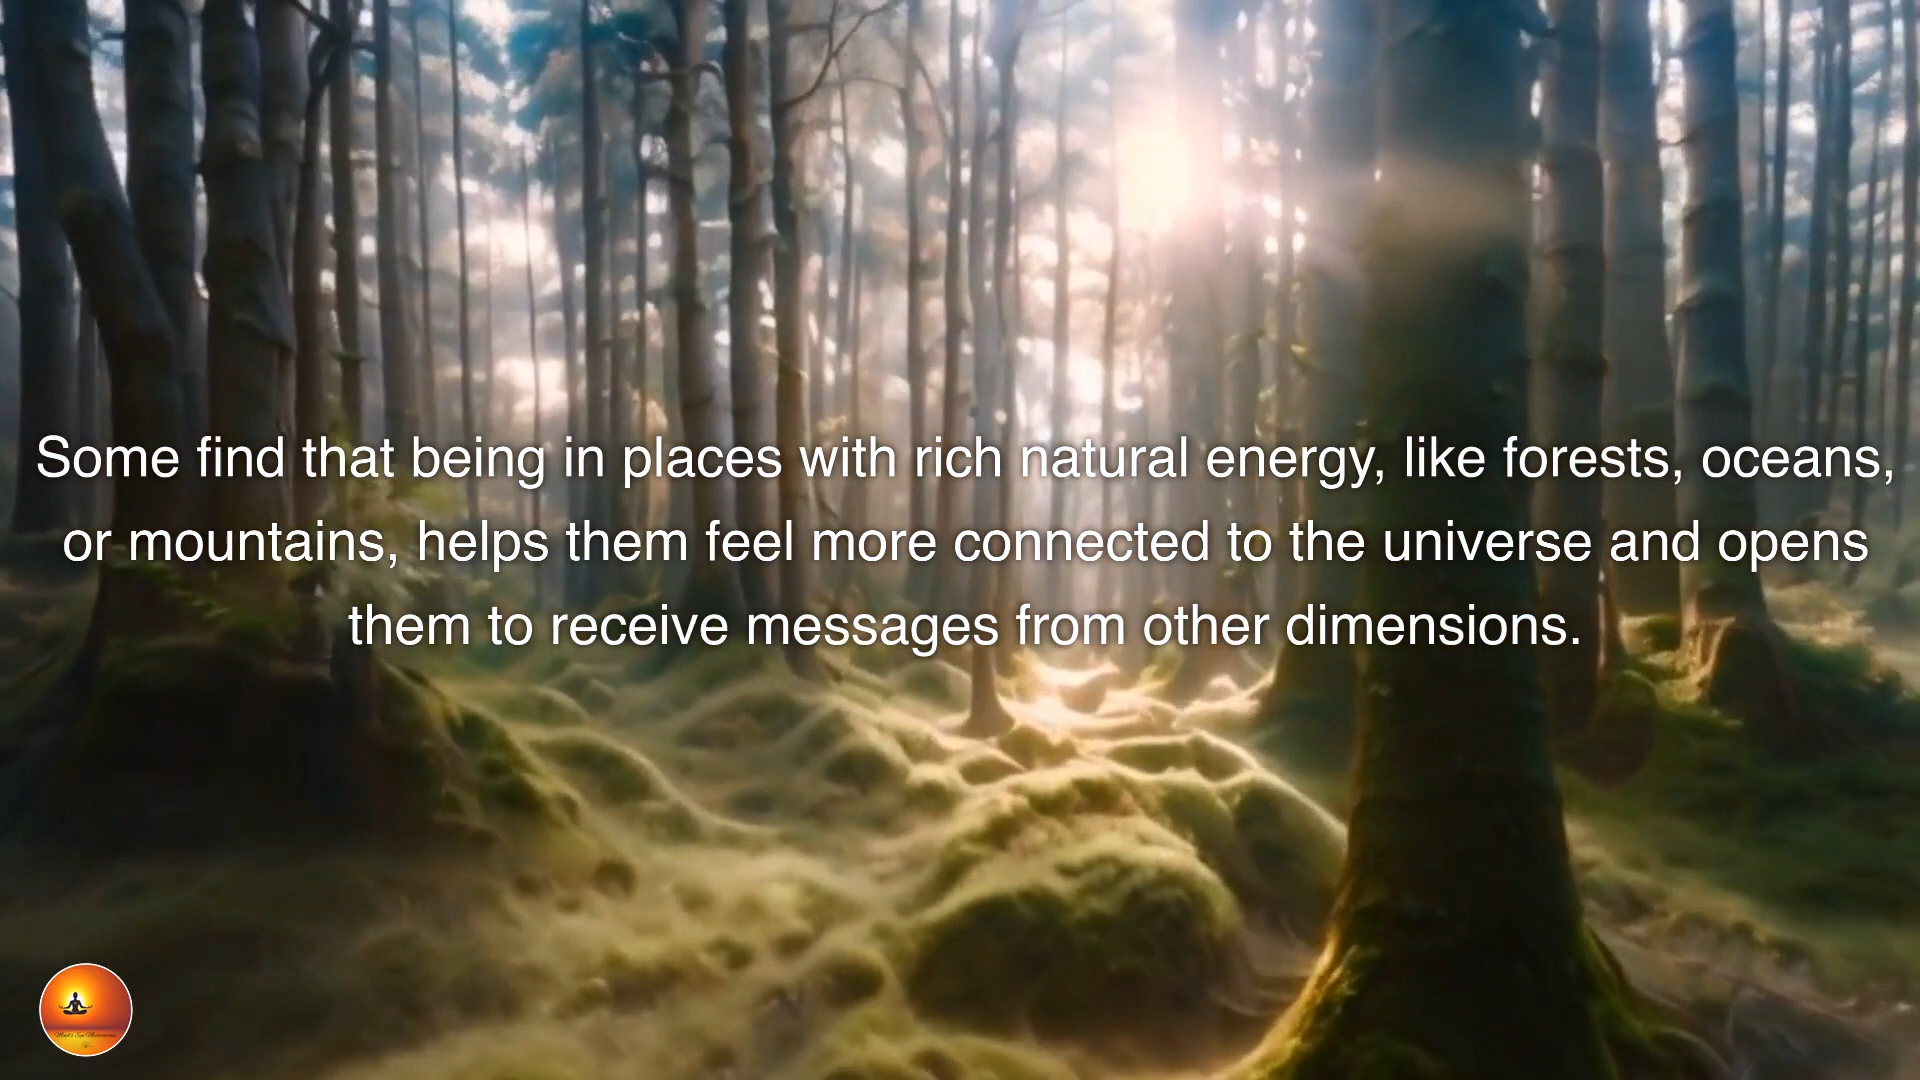 Some find that being in places with rich natural energy, like forests, oceans,
or mountains, helps them feel more connected to the universe and opens
them to receive messages from other dimensions.